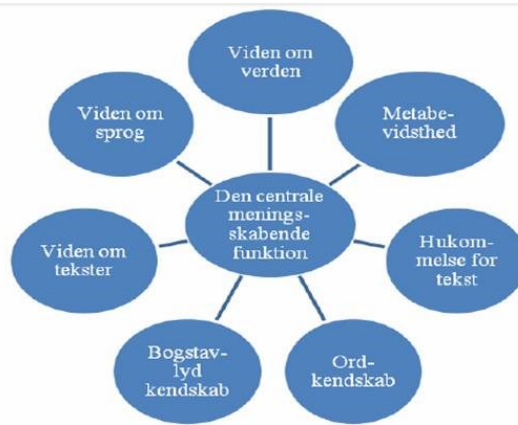 Viden om
verden
Metabe-
vidsthed
Hukom-
melse for
tekst
Ord-
kendskab
Bogstav-
lyd
kendskab
Viden om
tekster
Viden om
sprog
Den centrale
menings-
skabende
funktion